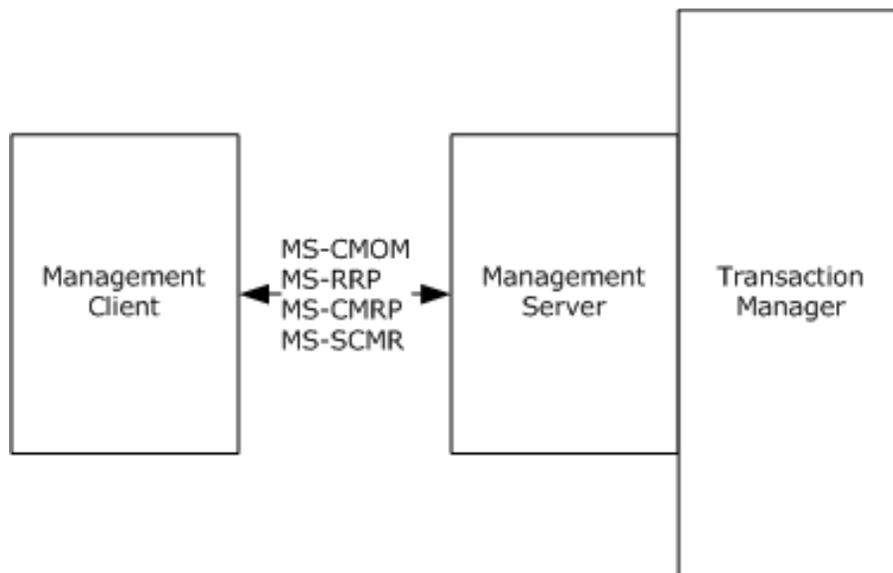 Management
Client
MS-CMOM
MS-RRP
MS-CMRP
MS-SCMR
Management
Server
Transaction
Manager